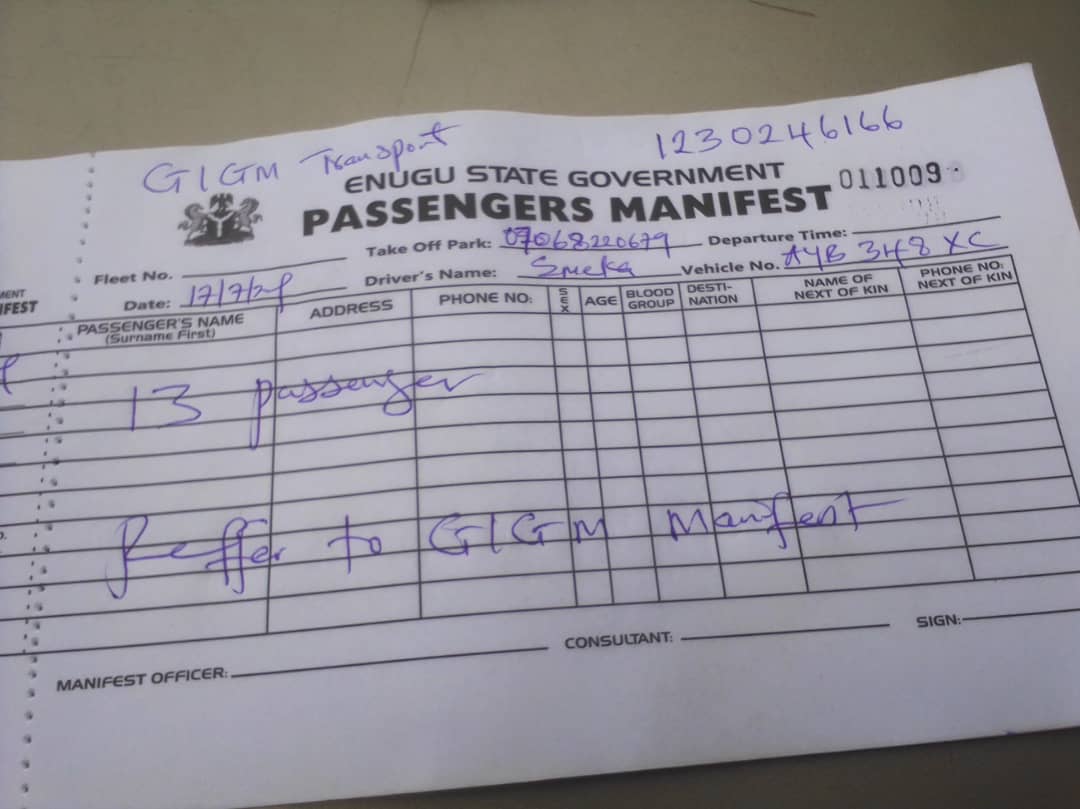 GIGM Transport 1230246166
ENUGU STATE GOVERNMENT
PASSENGERS MANIFEST 011009
Take Off Park: 07068220679 Departure Time:
Fleet No. Driver's Name: Emeka Vehicle No. AYB 348 XC
MENT
IFEST
Date: 17/7/24
PASSENGER'S NAME
(Surname First)
ADDRESS
PHONE NO:
SEX
AGE
BLOOD
GROUP
DESTI-
NATION
NAME OF
NEXT OF KIN
PHONE NO:
NEXT OF KIN
13 passenger
Reffer to GIGM Manifest
MANIFEST OFFICER: CONSULTANT: SIGN: